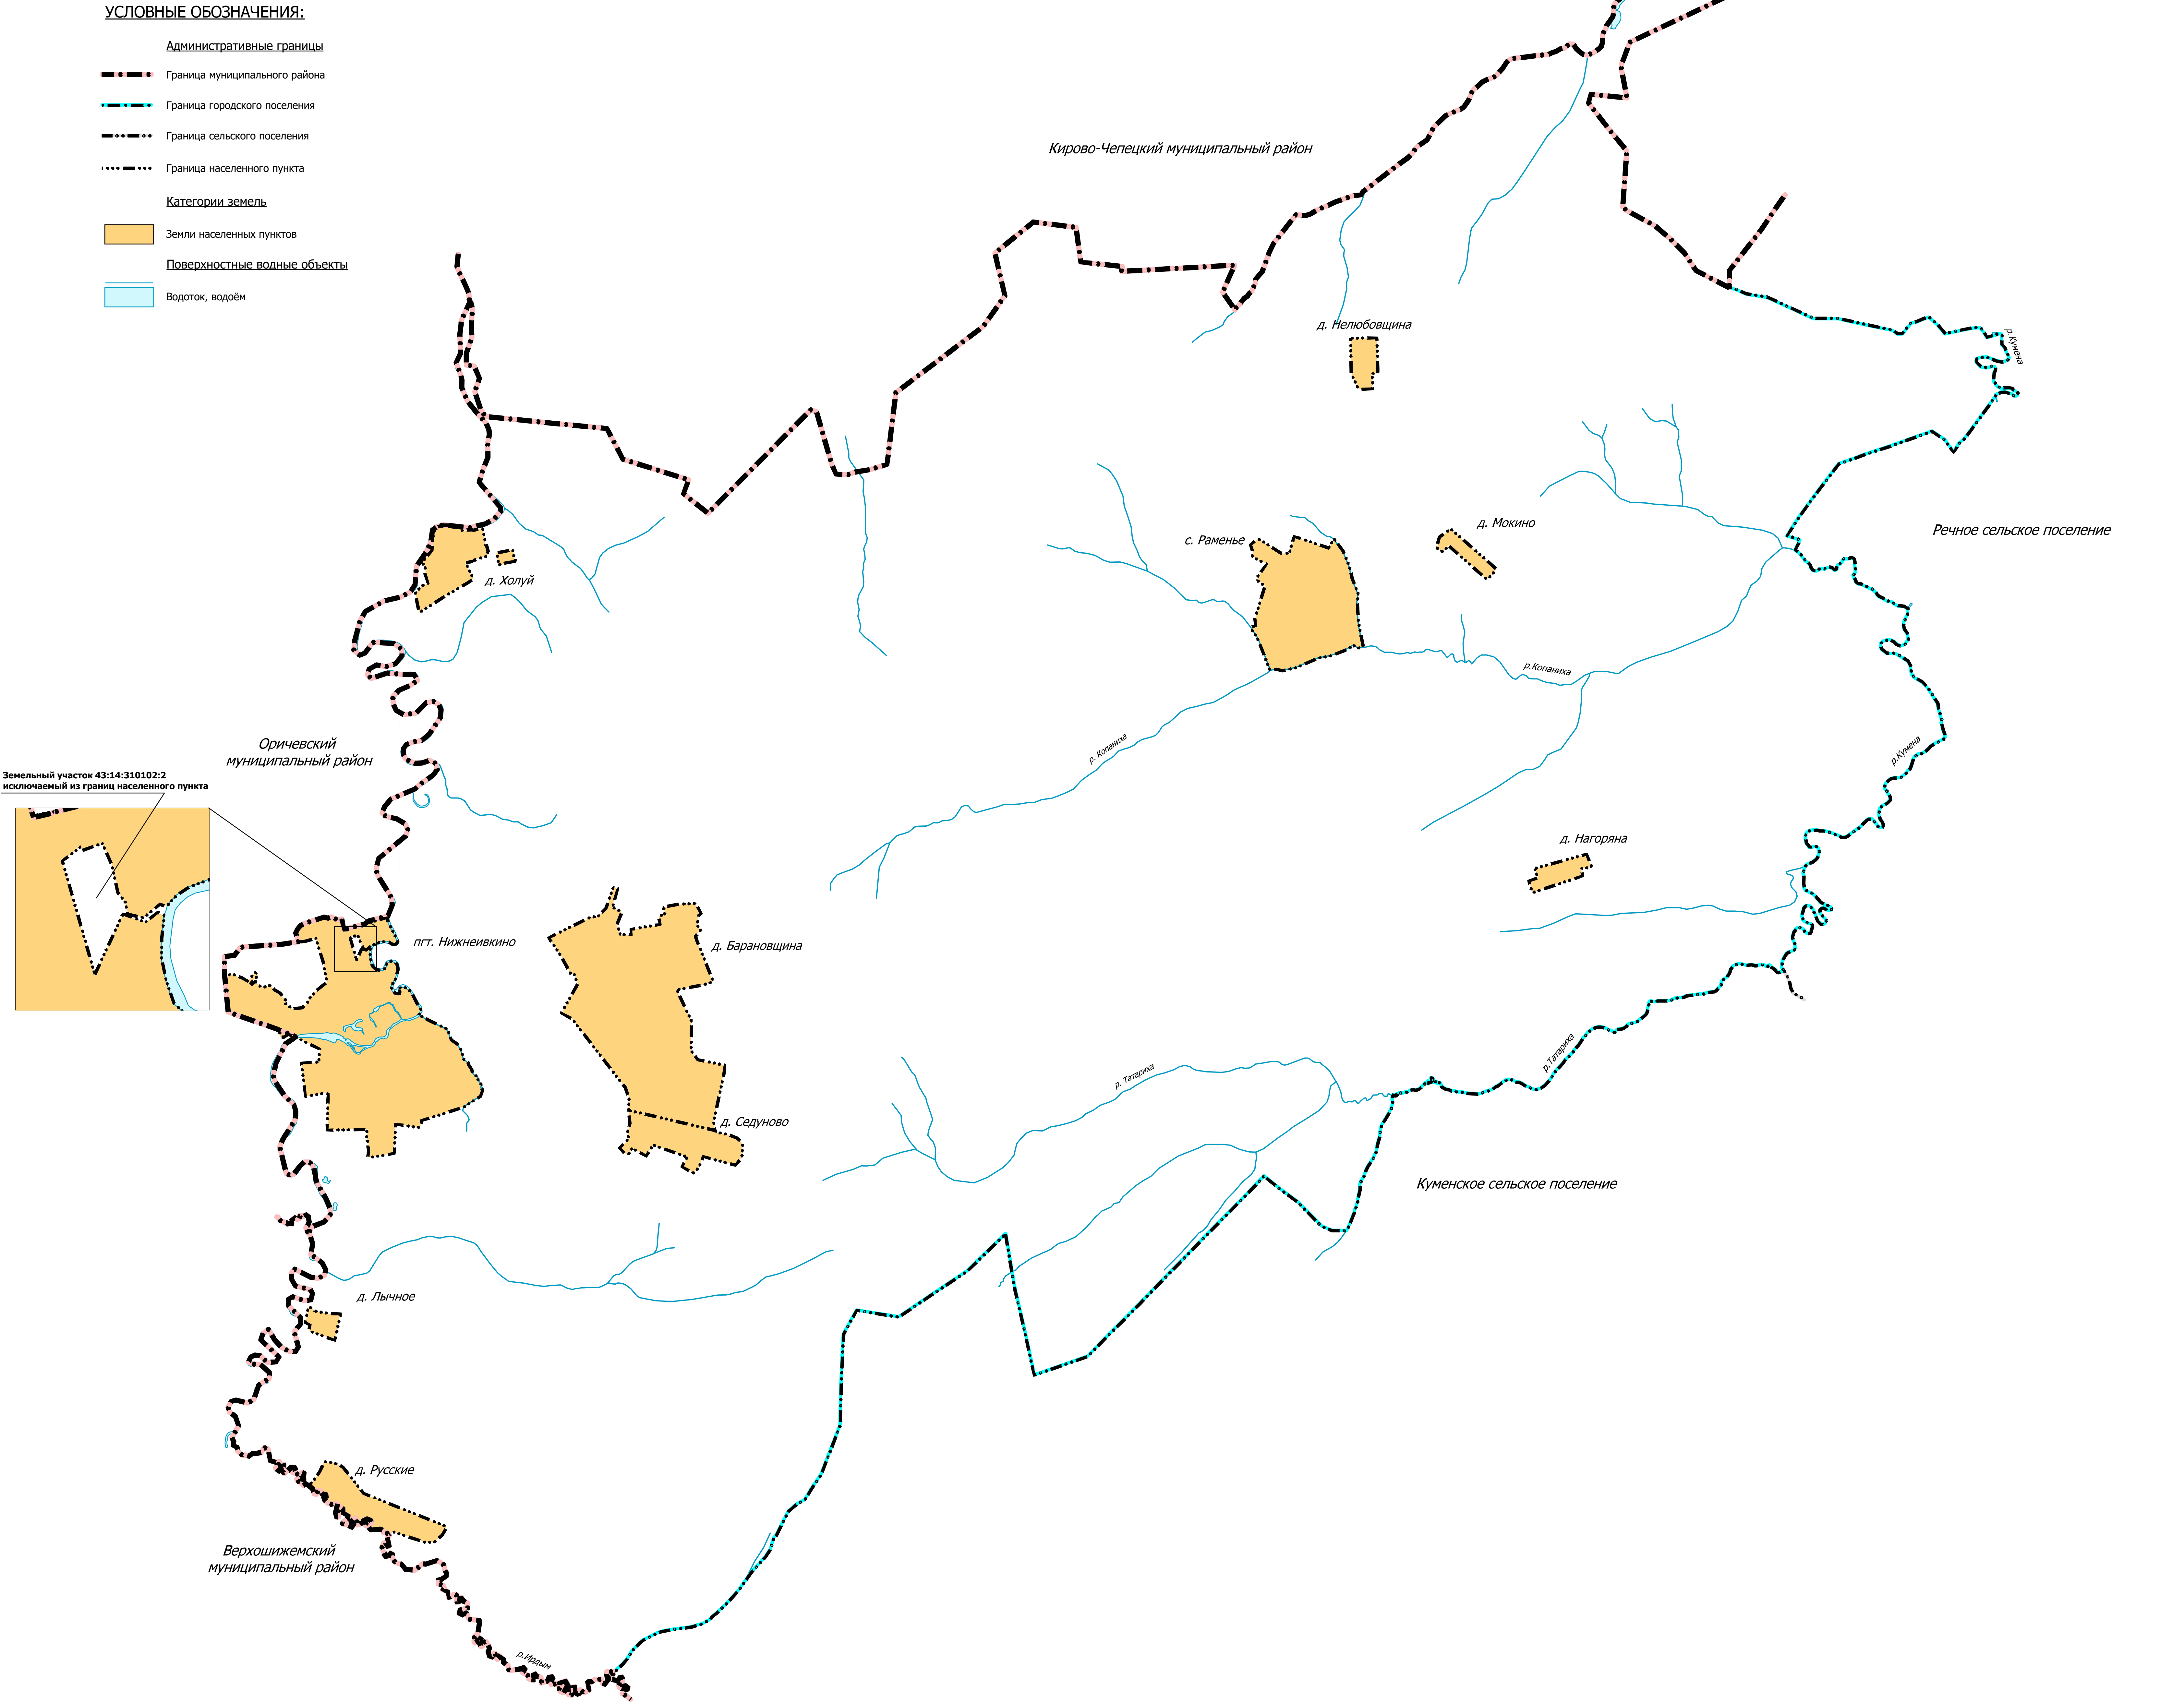 УСЛОВНЫЕ ОБОЗНАЧЕНИЯ:
Административные границы
Граница муниципального района
Граница городского поселения
Граница сельского поселения
Граница населенного пункта
Категории земель
Земли населенных пунктов
Поверхностные водные объекты
Водоток, водоём
Кирово-Чепецкий муниципальный район
д. Нелюбовщина
р.Кумена
д. Мокино
Речное сельское поселение
с. Раменье
д. Холуй
р.Копаниха
Оричевский
муниципальный район
р. Копаниха
р.Кумена
Земельный участок 43:14:310102:2
исключаемый из границ населенного пункта
д. Нагоряна
пгт. Нижнеивкино
д. Барановщина
р.Татариха
р. Татариха
д. Седуново
Куменское сельское поселение
д. Лычное
д. Русские
Верхошижемский
муниципальный район
р.Ирдым